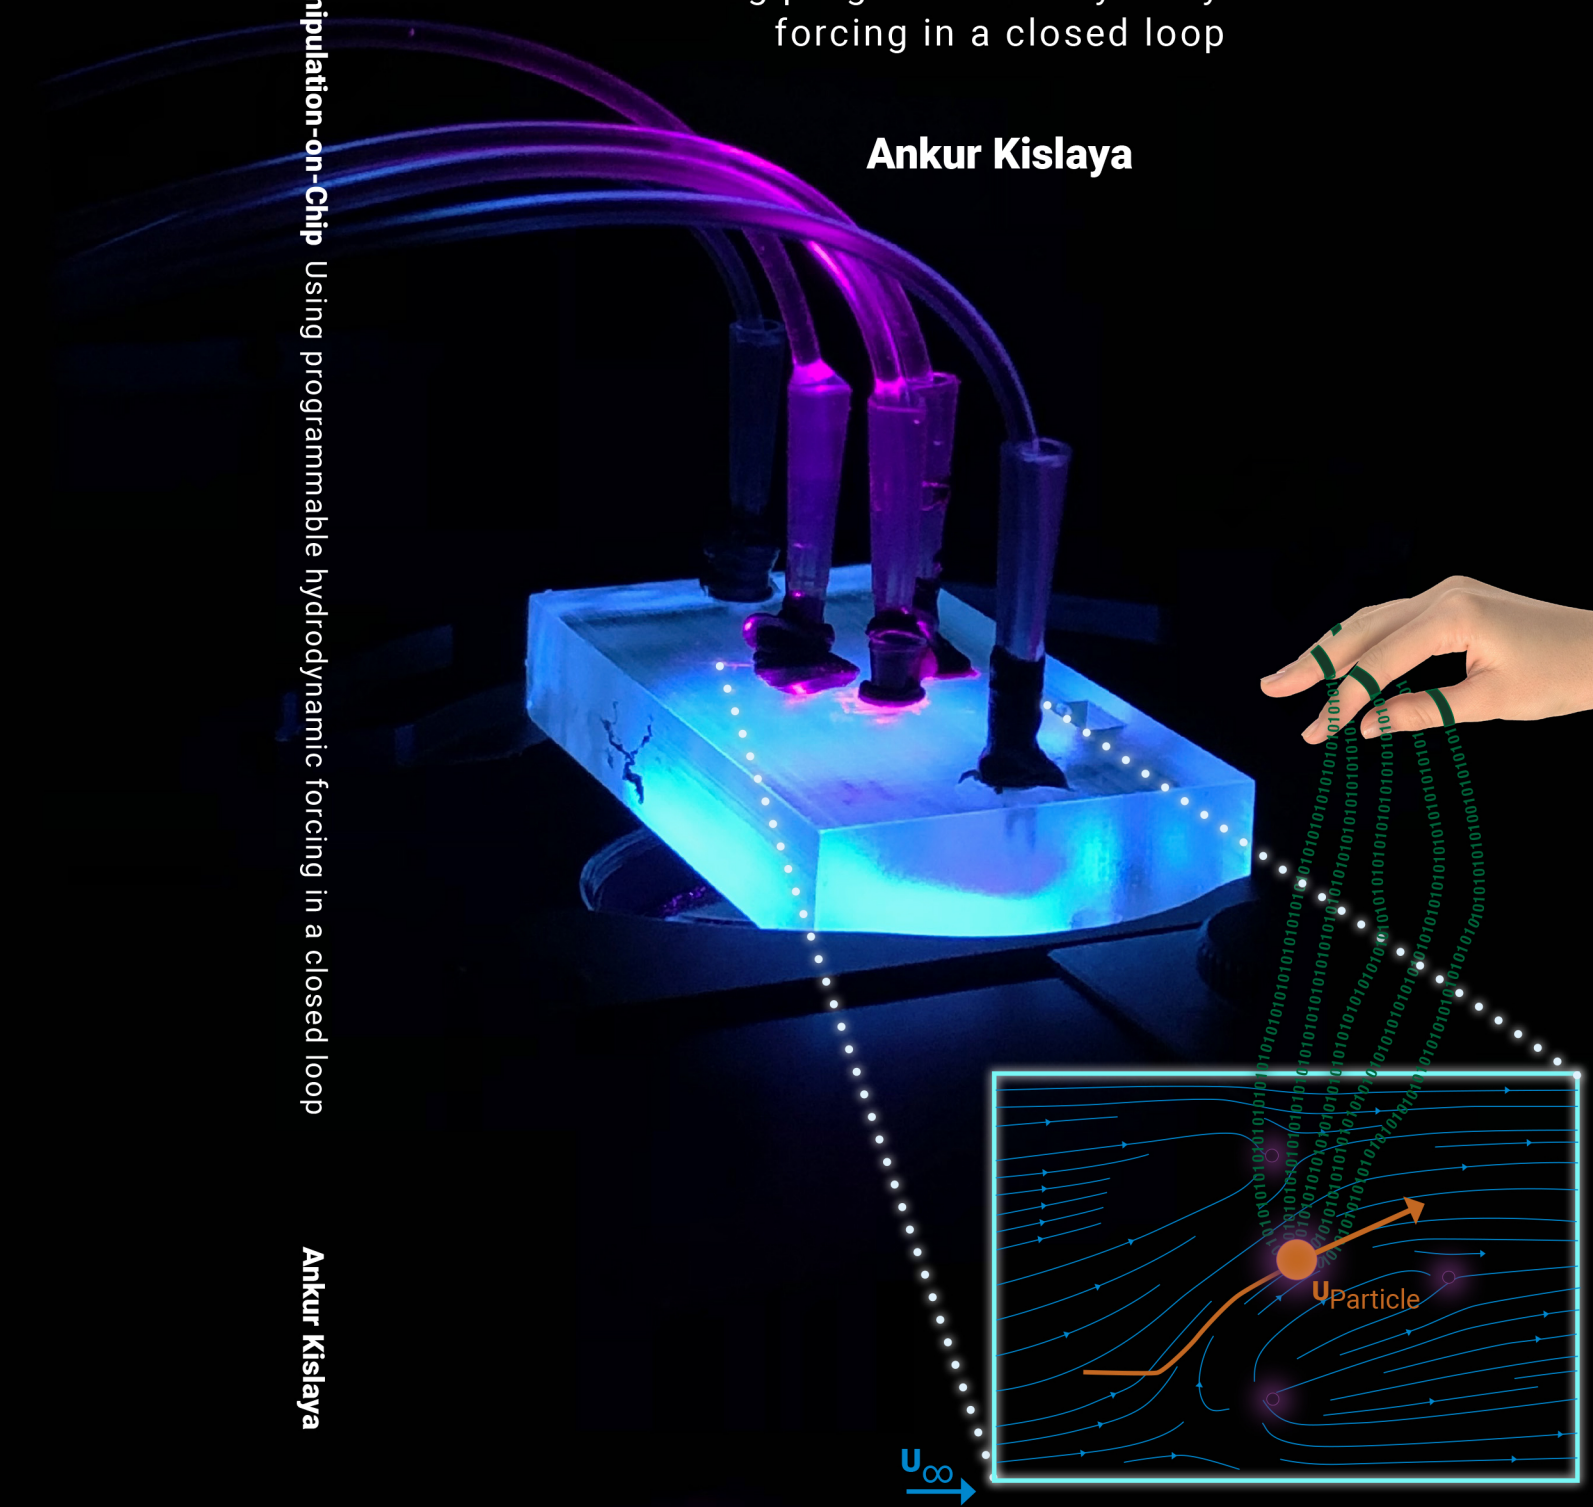 forcing in a closed loop
Ankur Kislaya
nipulation-on-Chip Using programmable hydrodynamic forcing in a closed loop
Ankur Kislaya
uParticle
u∞